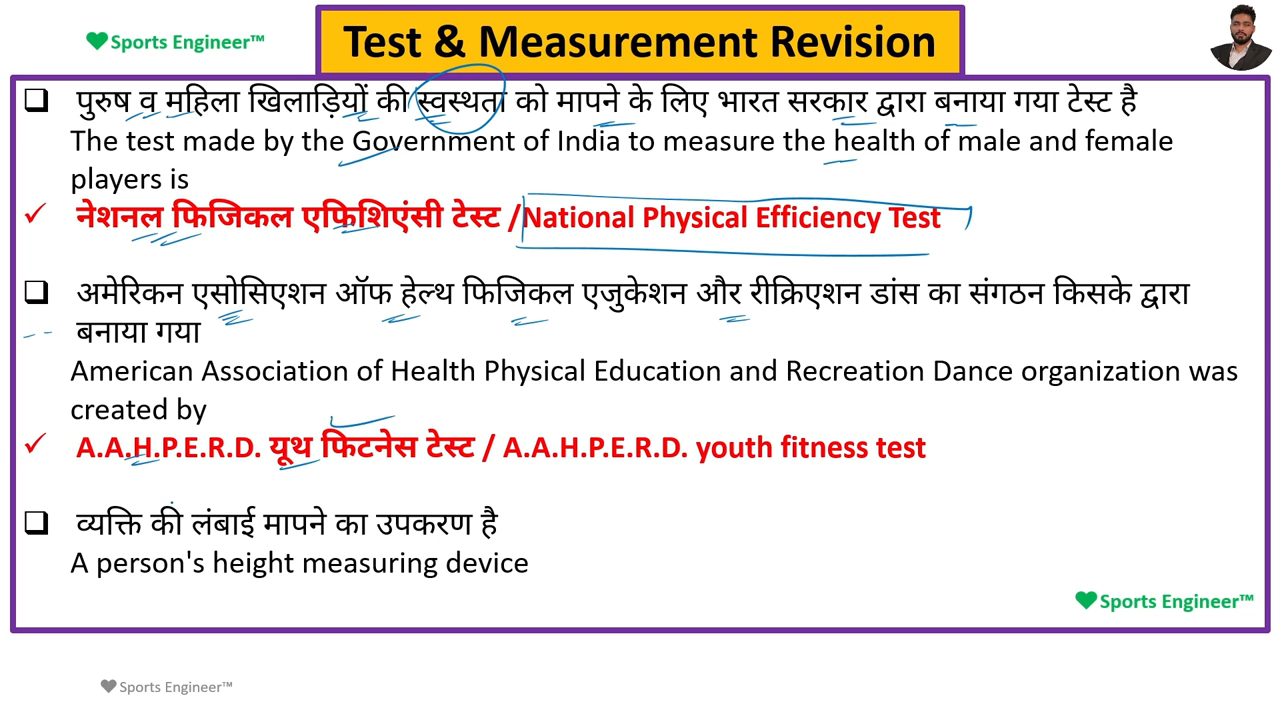 Sports Engineer™
Test & Measurement Revision
पुरुष व महिला खिलाड़ियों की स्वस्थता को मापने के लिए भारत सरकार द्वारा बनाया गया टेस्ट है
The test made by the Government of India to measure the health of male and female
players is
नेशनल फिजिकल एफिशिएंसी टेस्ट /National Physical Efficiency Test
अमेरिकन एसोसिएशन ऑफ हेल्थ फिजिकल एजुकेशन और रीक्रिएशन डांस का संगठन किसके द्वारा
बनाया गया
American Association of Health Physical Education and Recreation Dance organization was
created by
A.A.H.P.E.R.D. यूथ फिटनेस टेस्ट / A.A.H.P.E.R.D. youth fitness test
व्यक्ति की लंबाई मापने का उपकरण है
A person's height measuring device
Sports Engineer™
Sports Engineer™